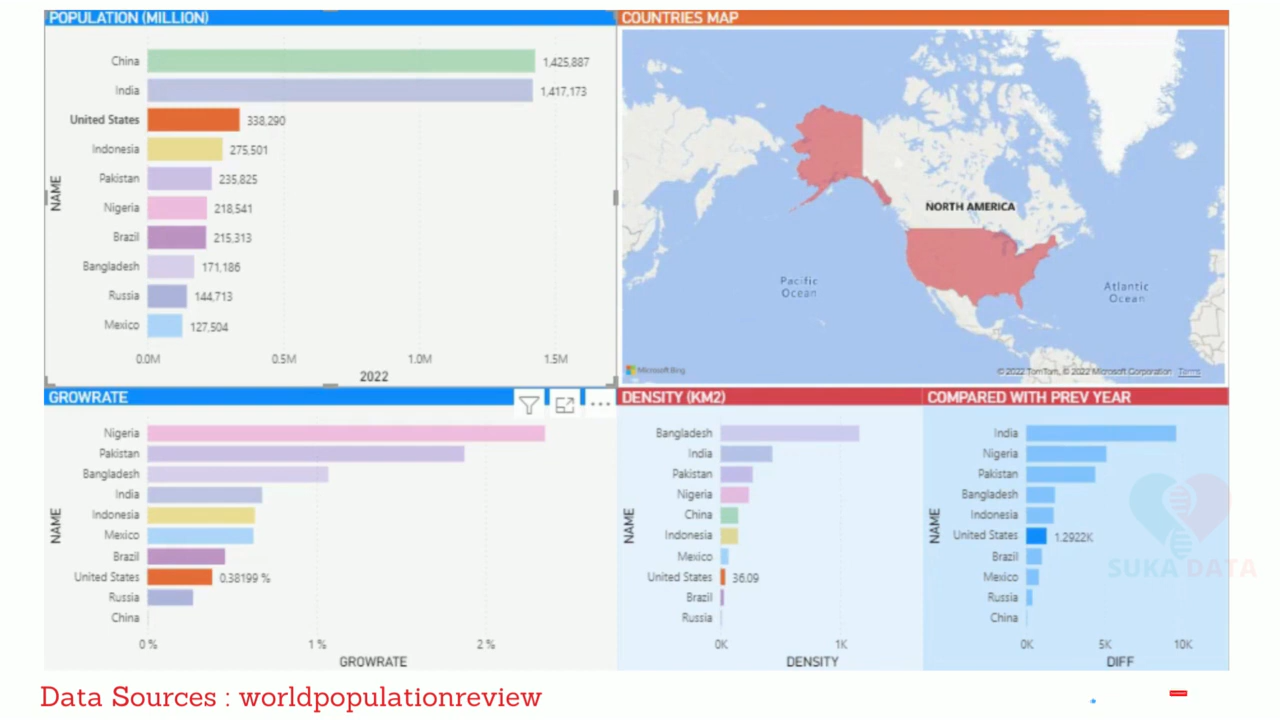 POPULATION (MILLION)
China 1,425,887
India 1,417,173
United States 338,290
Indonesia 275,501
Pakistan 235,825
Nigeria 218,541
Brazil 215,313
Bangladesh 171,186
Russia 144,713
Mexico 127,504
NAME
0.0M 0.5M 1.0M 1.5M
2022
COUNTRIES MAP
NORTH AMERICA
Pacific
Ocean
Atlantic
Ocean
Microsoft Bing
© 2022 TomTom, © 2022 Microsoft Corporation Terms
GROWRATE
Nigeria
Pakistan
Bangladesh
India
Indonesia
Mexico
Brazil
United States 0.38199 %
Russia
China
NAME
0 % 1 % 2 %
GROWRATE
DENSITY (KM2)
Bangladesh
India
Pakistan
Nigeria
China
Indonesia
Mexico
United States 36.09
Brazil
Russia
NAME
0K 1K
DENSITY
COMPARED WITH PREV YEAR
India
Nigeria
Pakistan
Bangladesh
Indonesia
United States 1.2922K
Brazil
Mexico
Russia
China
NAME
0K 5K 10K
DIFF
SUKA DATA
Data Sources : worldpopulationreview